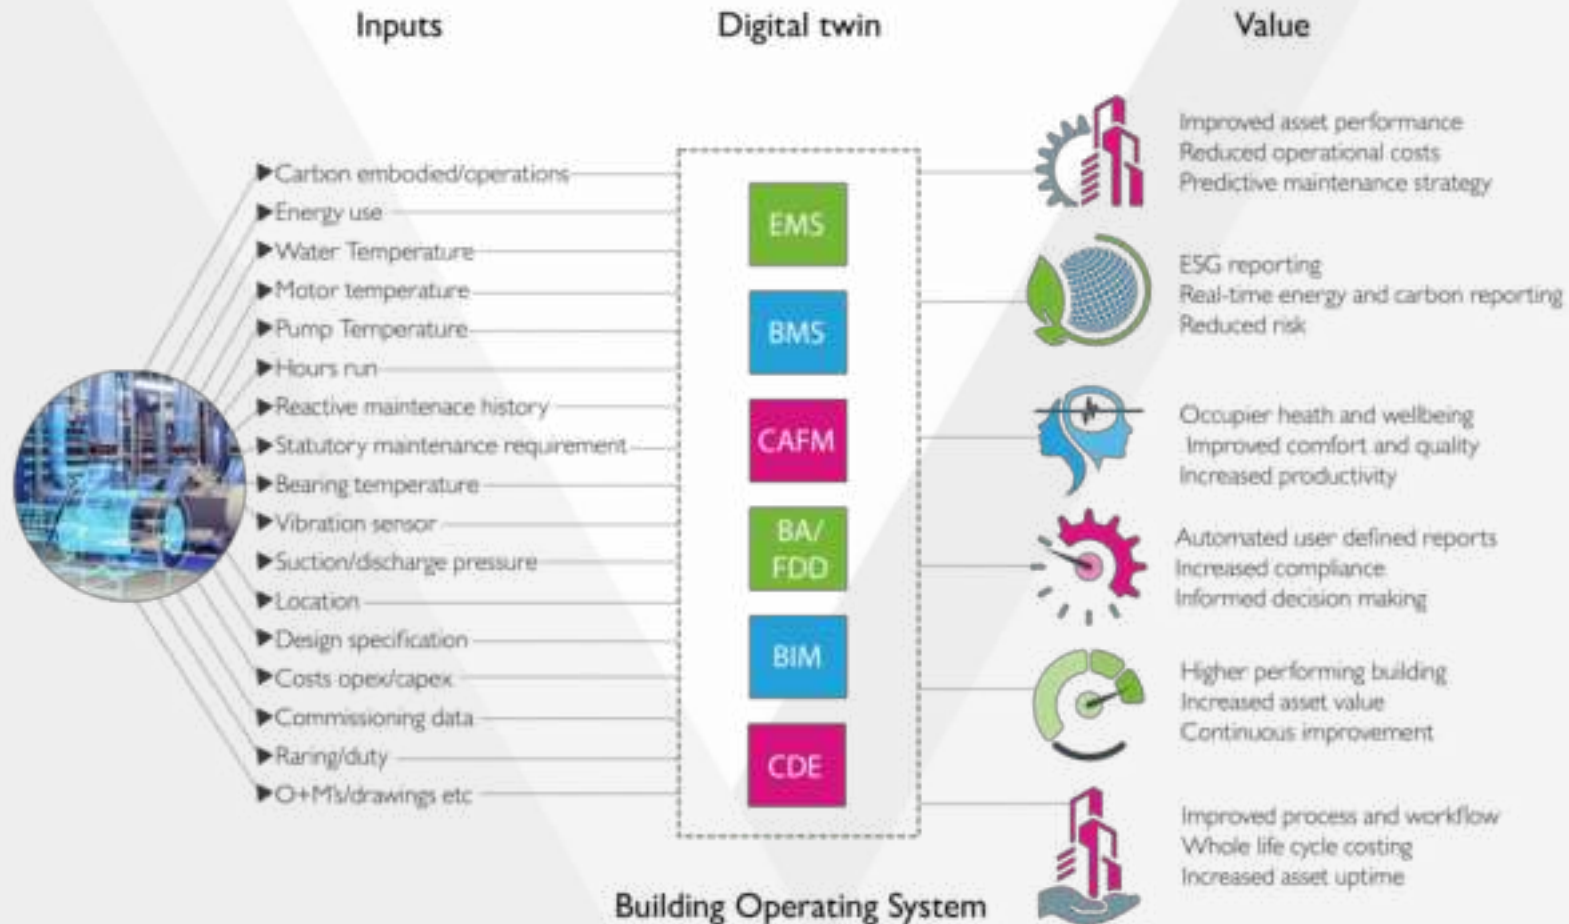 Inputs
Digital twin
Value
Carbon embodied/operations
Energy use
Water Temperature
Motor temperature
Pump Temperature
Hours run
Reactive maintenace history
Statutory maintenance requirement
Bearing temperature
Vibration sensor
Suction/discharge pressure
Location
Design specification
Costs opex/capex
Commissioning data
Raring/duty
O+M's/drawings etc
EMS
BMS
CAFM
BA/
FDD
BIM
CDE
Improved asset performance
Reduced operational costs
Predictive maintenance strategy
ESG reporting
Real-time energy and carbon reporting
Reduced risk
Occupier heath and wellbeing
Improved comfort and quality
Increased productivity
Automated user defined reports
Increased compliance
Informed decision making
Higher performing building
Increased asset value
Continuous improvement
Improved process and workflow
Whole life cycle costing
Increased asset uptime
Building Operating System